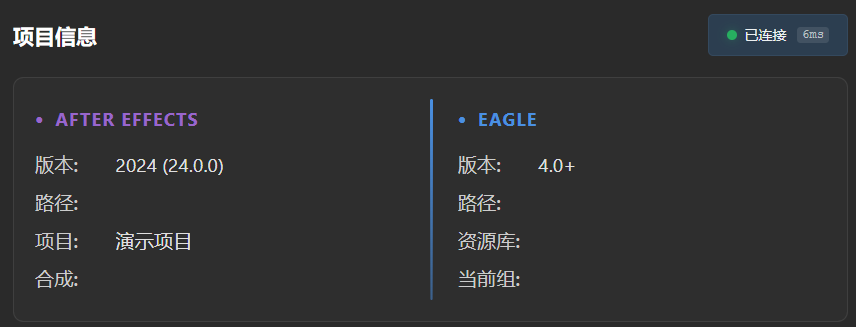 项目信息
已连接 6ms
• AFTER EFFECTS
版本: 2024 (24.0.0)
路径:
项目: 演示项目
合成:
• EAGLE
版本: 4.0+
路径:
资源库:
当前组: